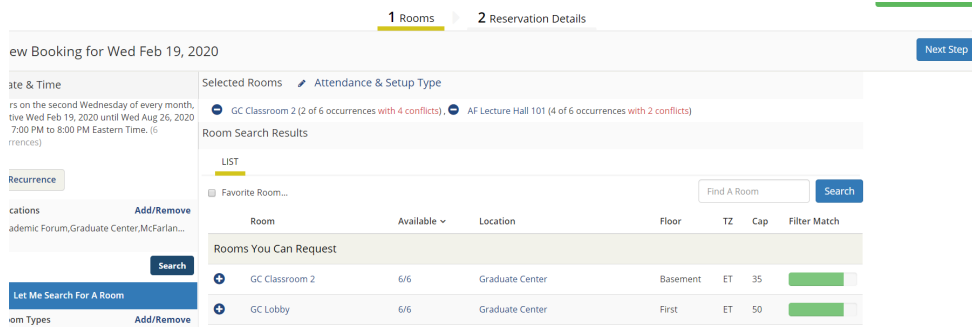 1 Rooms 2 Reservation Details
ew Booking for Wed Feb 19, 2020
Next Step
ate & Time
rs on the second Wednesday of every month,
tive Wed Feb 19, 2020 until Wed Aug 26, 2020
7:00 PM to 8:00 PM Eastern Time. (6
rrences)
Recurrence
cations Add/Remove
ademic Forum,Graduate Center,McFarlan...
Search
Let Me Search For A Room
om Types Add/Remove
Selected Rooms Attendance & Setup Type
GC Classroom 2 (2 of 6 occurrences with 4 conflicts) , AF Lecture Hall 101 (4 of 6 occurrences with 2 conflicts)
Room Search Results
LIST
Favorite Room...
Find A Room Search
Room Available Location Floor TZ Cap Filter Match
Rooms You Can Request
GC Classroom 2 6/6 Graduate Center Basement ET 35
GC Lobby 6/6 Graduate Center First ET 50